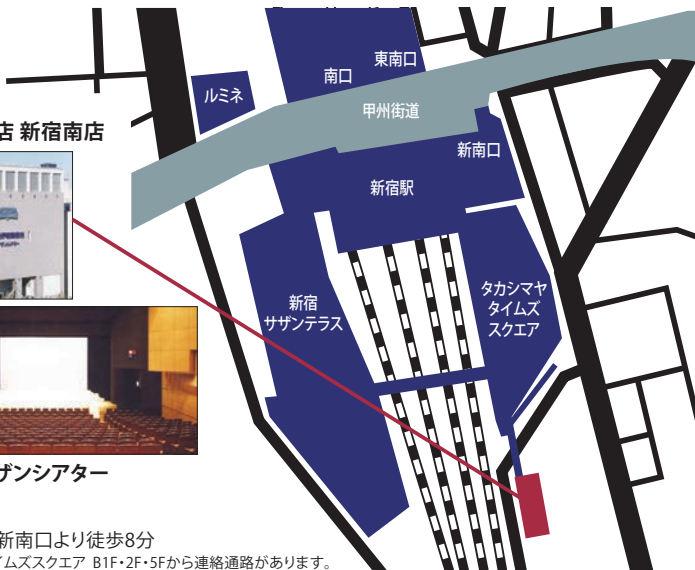 東南口
南口
ルミネ
甲州街道
店 新宿南店
新南口
新宿駅
タカシマヤ
タイムズ
スクエア
新宿
サザンテラス
ザンシアター
新南口より徒歩8分
イムズスクエア B1F・2F・5Fから連絡通路があります。